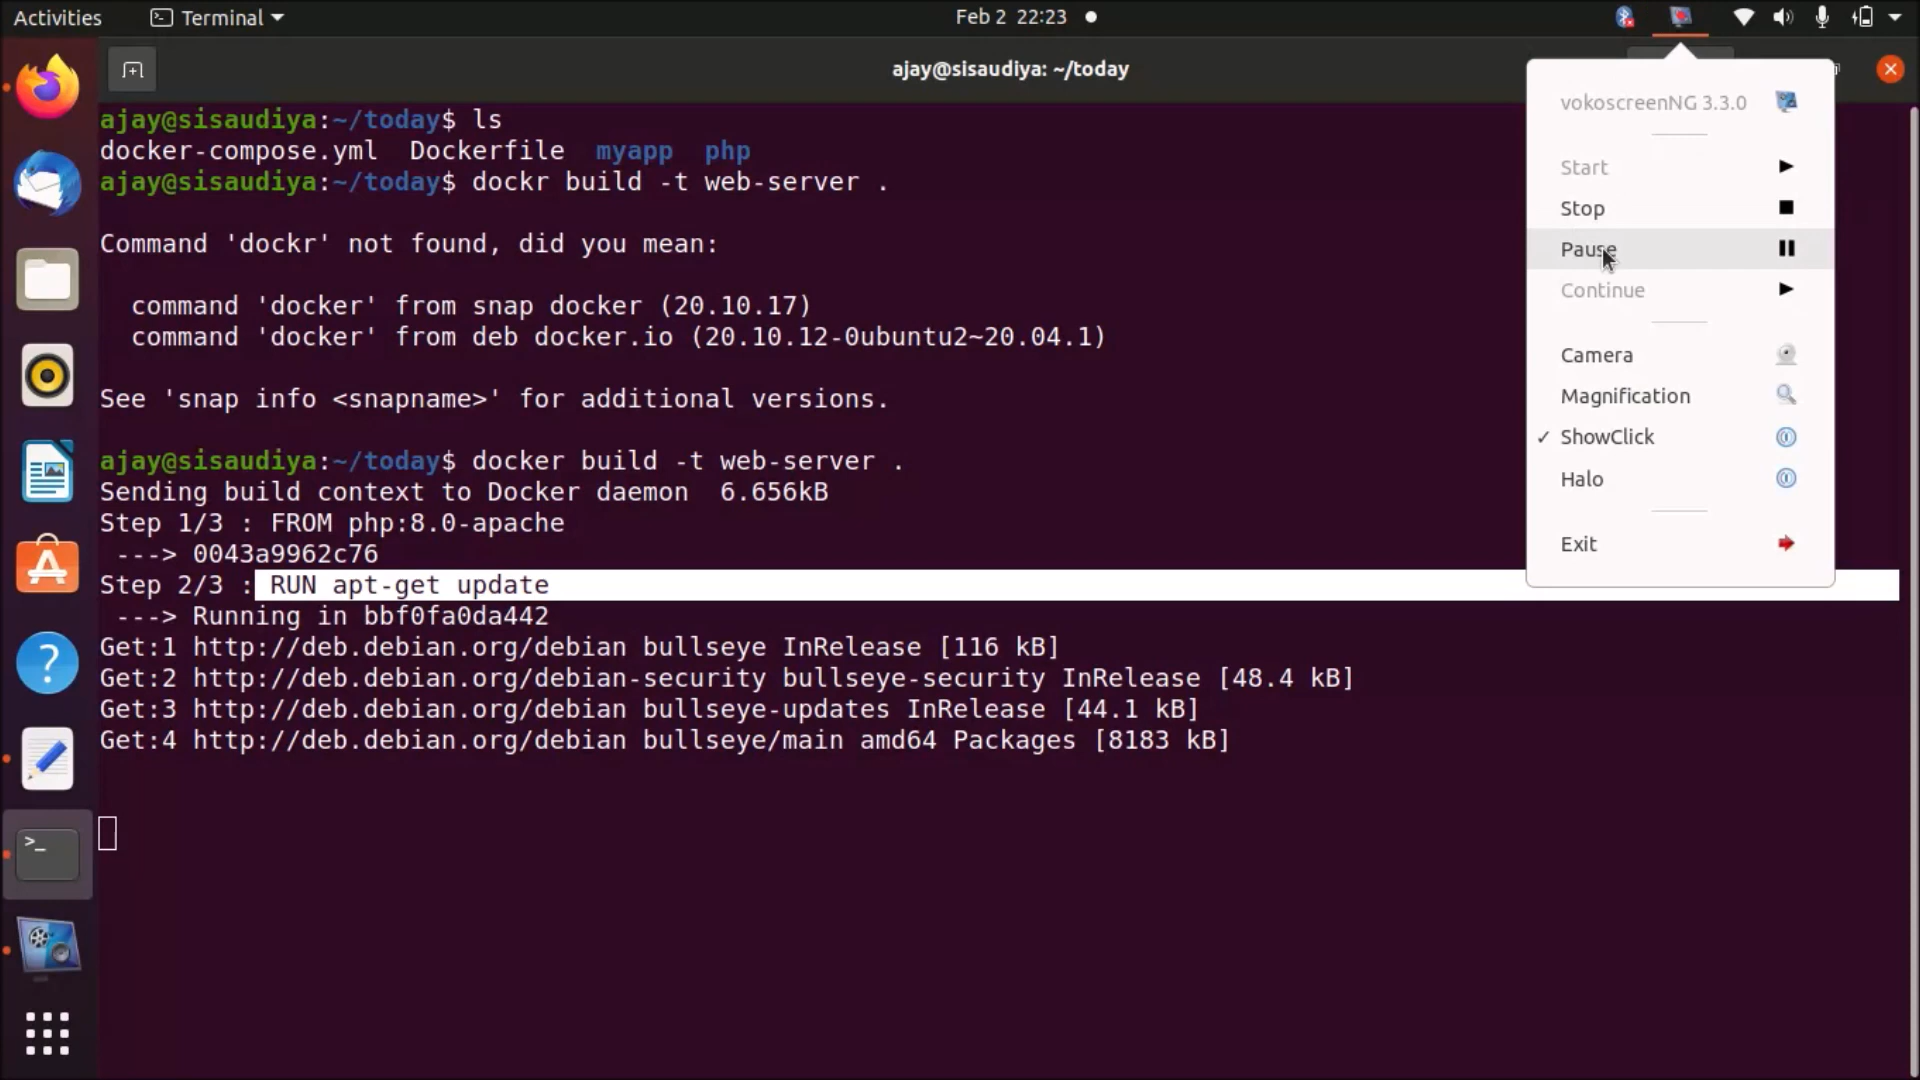 Activities Terminal Feb 2 22:23
ajay@sisaudiya: ~/today
ajay@sisaudiya:~/today$ ls
docker-compose.yml Dockerfile myapp php
ajay@sisaudiya:~/today$ dockr build -t web-server .
Command 'dockr' not found, did you mean:
command 'docker' from snap docker (20.10.17)
command 'docker' from deb docker.io (20.10.12-0ubuntu2~20.04.1)
See 'snap info <snapname>' for additional versions.
ajay@sisaudiya:~/today$ docker build -t web-server .
Sending build context to Docker daemon 6.656kB
Step 1/3 : FROM php:8.0-apache
---> 0043a9962c76
Step 2/3 : RUN apt-get update
---> Running in bbf0fa0da442
Get:1 http://deb.debian.org/debian bullseye InRelease [116 kB]
Get:2 http://deb.debian.org/debian-security bullseye-security InRelease [48.4 kB]
Get:3 http://deb.debian.org/debian bullseye-updates InRelease [44.1 kB]
Get:4 http://deb.debian.org/debian bullseye/main amd64 Packages [8183 kB]
vokoscreenNG 3.3.0
Start
Stop
Pause
Continue
Camera
Magnification
✓ ShowClick
Halo
Exit